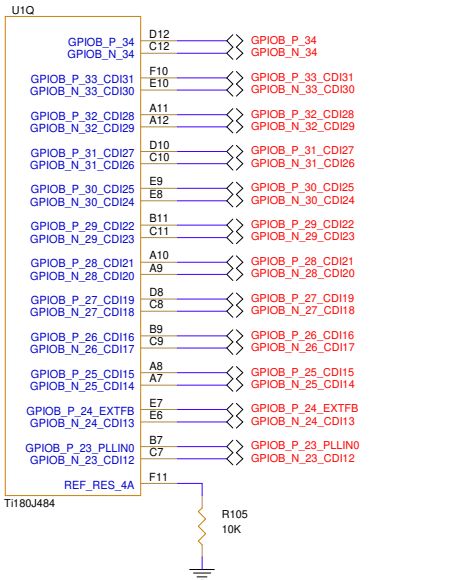 U1Q
GPIOB_P_34 D12 GPIOB_P_34
GPIOB_N_34 C12 GPIOB_N_34
GPIOB_P_33_CDI31 F10 GPIOB_P_33_CDI31
GPIOB_N_33_CDI30 E10 GPIOB_N_33_CDI30
GPIOB_P_32_CDI28 A11 GPIOB_P_32_CDI28
GPIOB_N_32_CDI29 A12 GPIOB_N_32_CDI29
GPIOB_P_31_CDI27 D10 GPIOB_P_31_CDI27
GPIOB_N_31_CDI26 C10 GPIOB_N_31_CDI26
GPIOB_P_30_CDI25 E9 GPIOB_P_30_CDI25
GPIOB_N_30_CDI24 E8 GPIOB_N_30_CDI24
GPIOB_P_29_CDI22 B11 GPIOB_P_29_CDI22
GPIOB_N_29_CDI23 C11 GPIOB_N_29_CDI23
GPIOB_P_28_CDI21 A10 GPIOB_P_28_CDI21
GPIOB_N_28_CDI20 A9 GPIOB_N_28_CDI20
GPIOB_P_27_CDI19 D8 GPIOB_P_27_CDI19
GPIOB_N_27_CDI18 C8 GPIOB_N_27_CDI18
GPIOB_P_26_CDI16 B9 GPIOB_P_26_CDI16
GPIOB_N_26_CDI17 C9 GPIOB_N_26_CDI17
GPIOB_P_25_CDI15 A8 GPIOB_P_25_CDI15
GPIOB_N_25_CDI14 A7 GPIOB_N_25_CDI14
GPIOB_P_24_EXTFB E7 GPIOB_P_24_EXTFB
GPIOB_N_24_CDI13 E6 GPIOB_N_24_CDI13
GPIOB_P_23_PLLIN0 B7 GPIOB_P_23_PLLIN0
GPIOB_N_23_CDI12 C7 GPIOB_N_23_CDI12
REF_RES_4A F11
Ti180J484
R105
10K